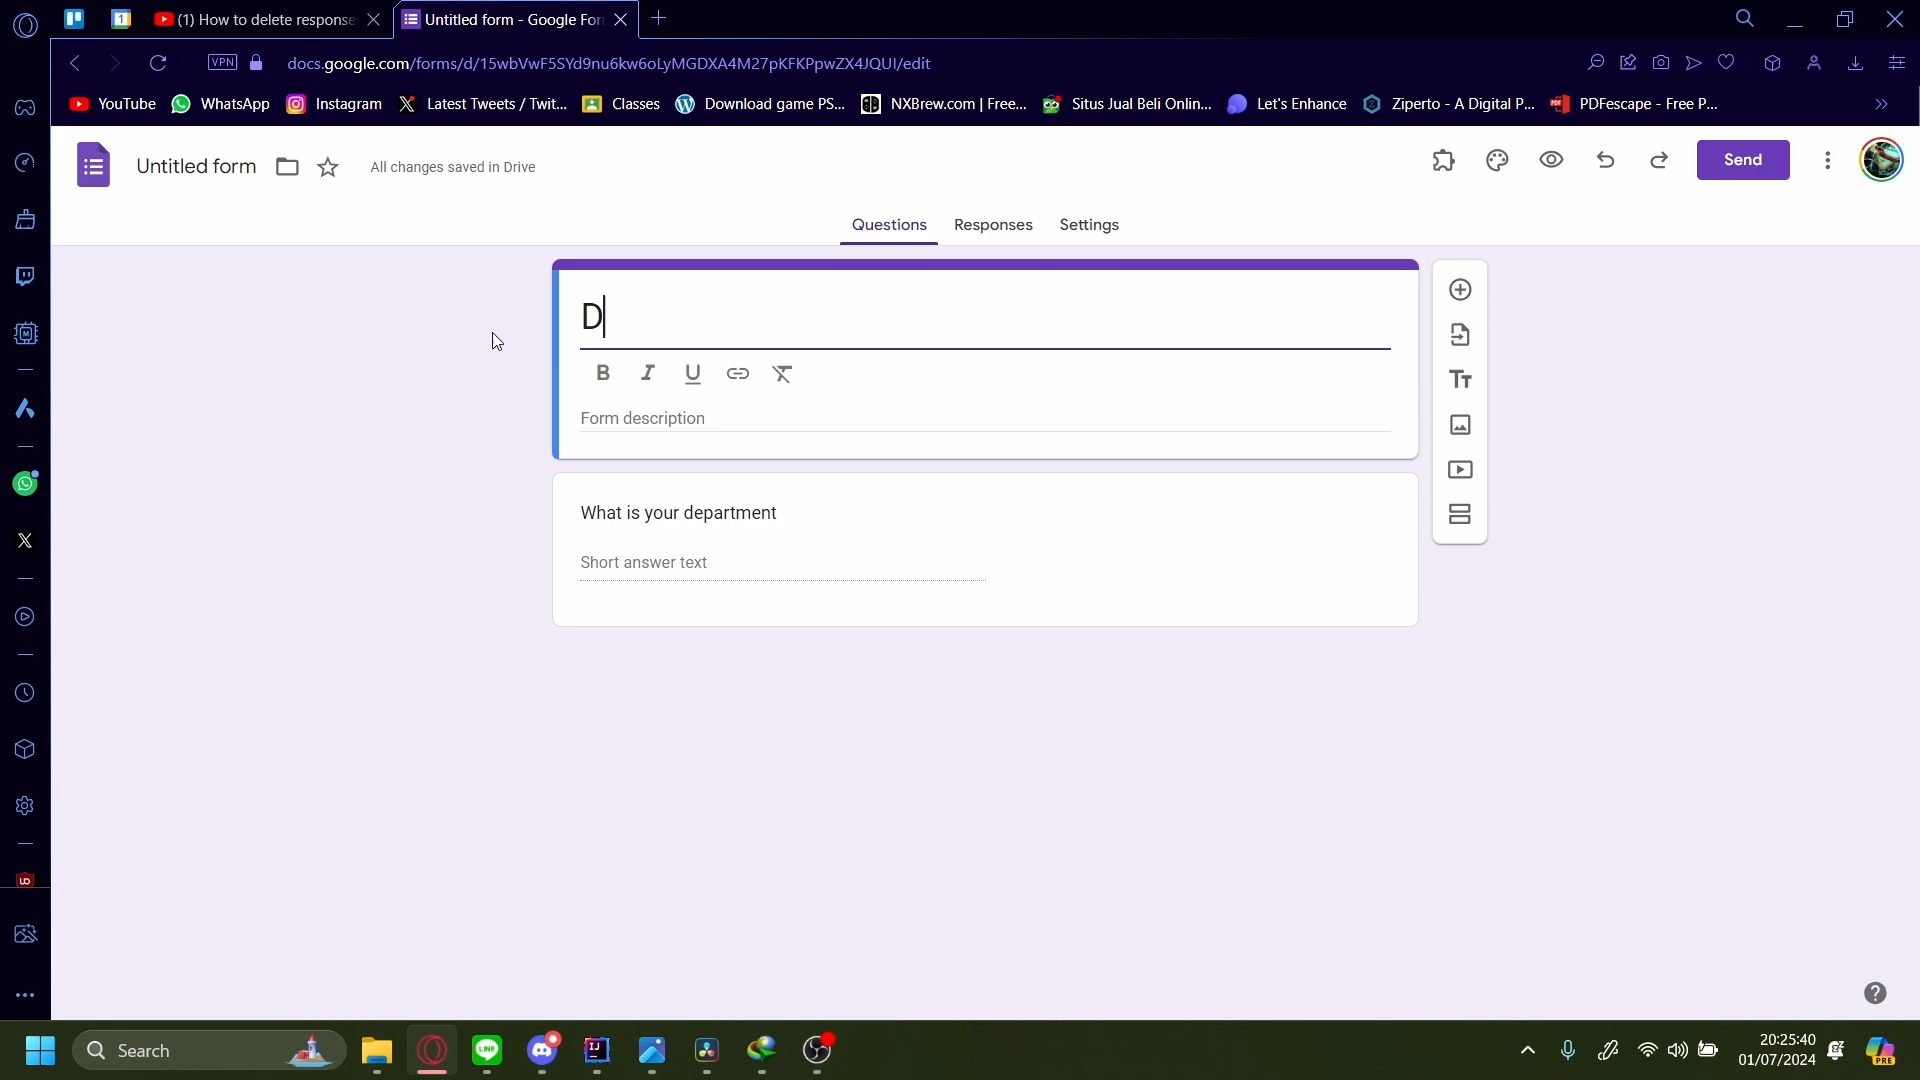 (1) How to delete response
Untitled form - Google For
VPN
docs.google.com/forms/d/15wbVwF5SYd9nu6kw6oLyMGDXA4M27pKFKPpwZX4JQUI/edit
YouTube
WhatsApp
Instagram
Latest Tweets / Twit...
Classes
Download game PS...
NXBrew.com | Free...
Situs Jual Beli Onlin...
Let's Enhance
Ziperto - A Digital P...
PDFescape - Free P...
Untitled form
All changes saved in Drive
Send
Questions
Responses
Settings
D
B I U
Form description
What is your department
Short answer text
Search
20:25:40
01/07/2024
PRE